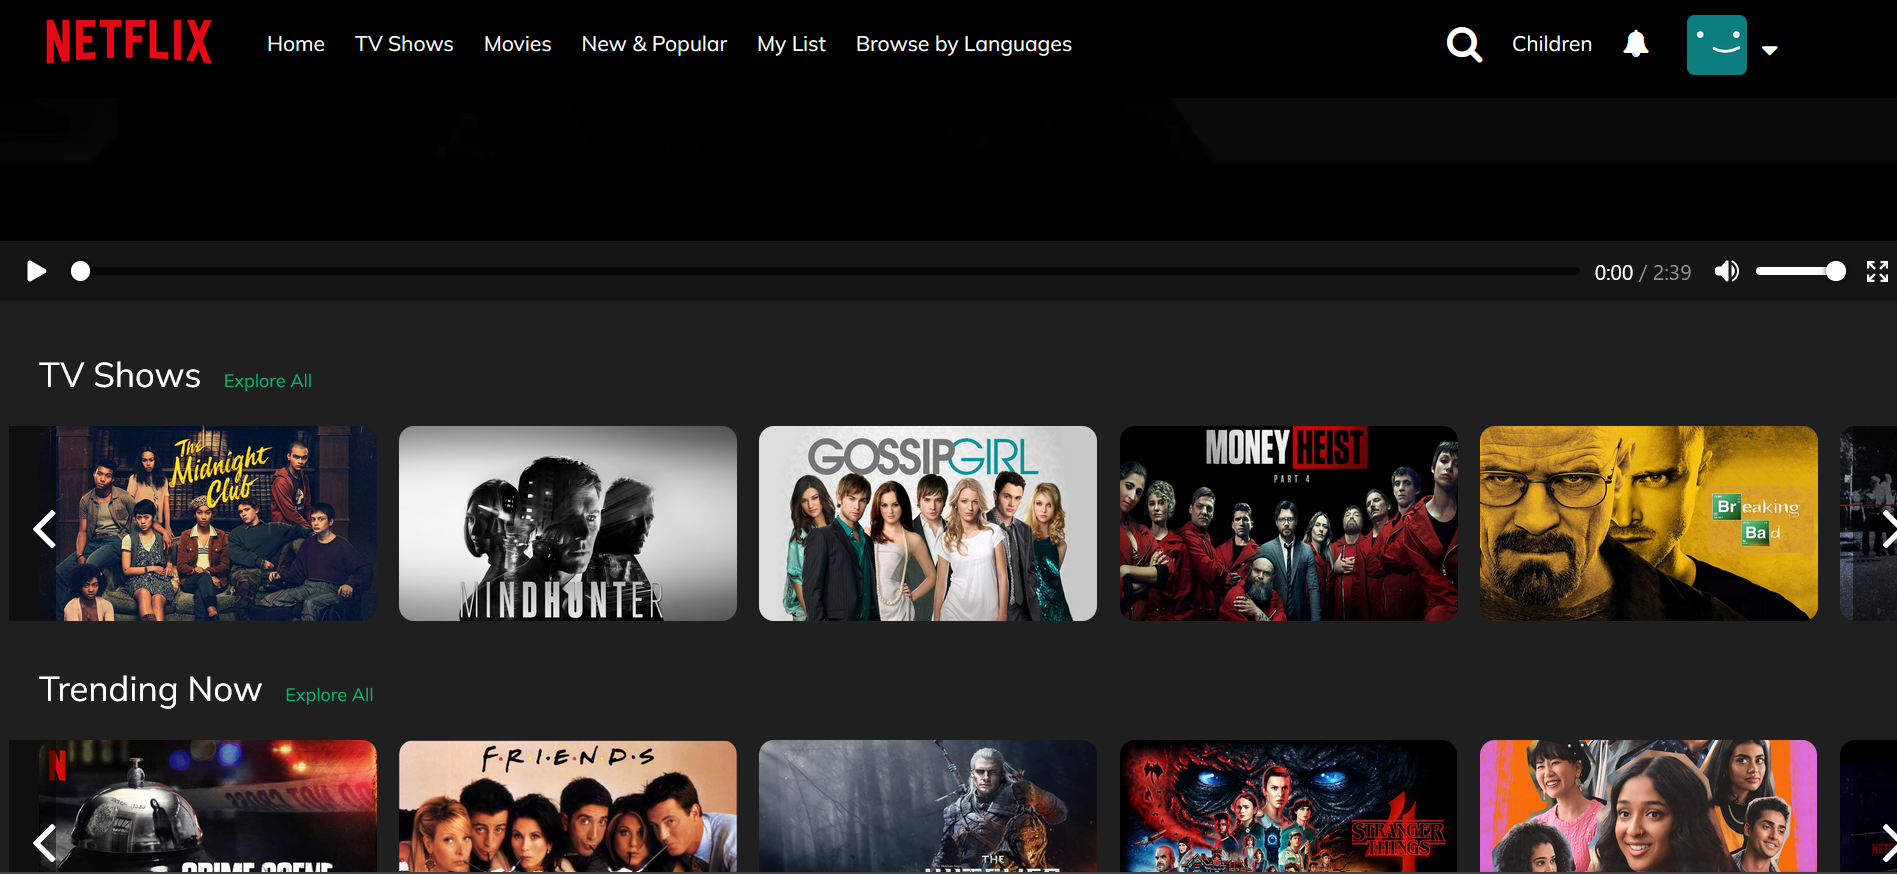 NETFLIX Home TV Shows Movies New & Popular My List Browse by Languages Children
0:00 / 2:39
TV Shows Explore All
The Midnight Club
MINDHUNTER
GOSSIPGIRL
MONEY HEIST
PART 4
Breaking
Bad
Trending Now Explore All
N
CRIME SCENE
F·R·I·E·N·D·S
THE
WITCHER
4
STRANGER
THINGS